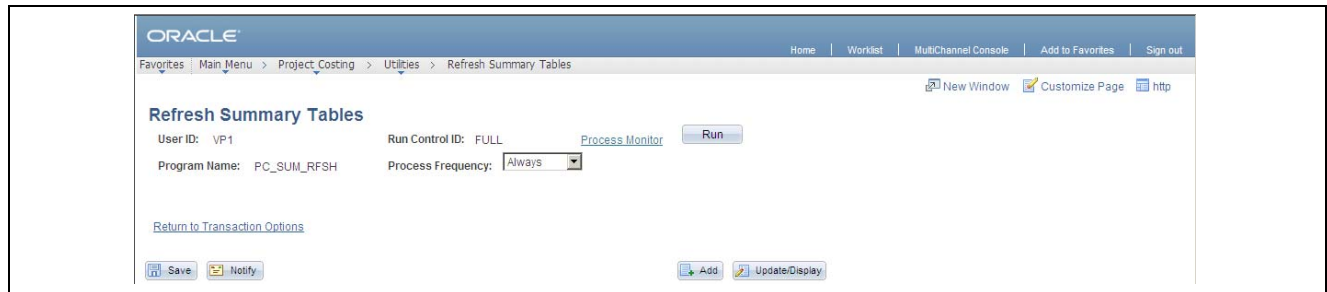 ORACLE
Home | Worklist | MultiChannel Console | Add to Favorites | Sign out
Favorites Main Menu > Project Costing > Utilities > Refresh Summary Tables
New Window Customize Page http
Refresh Summary Tables
User ID: VP1 Run Control ID: FULL Process Monitor Run
Program Name: PC_SUM_RFSH Process Frequency: Always
Return to Transaction Options
Save Notify Add Update/Display